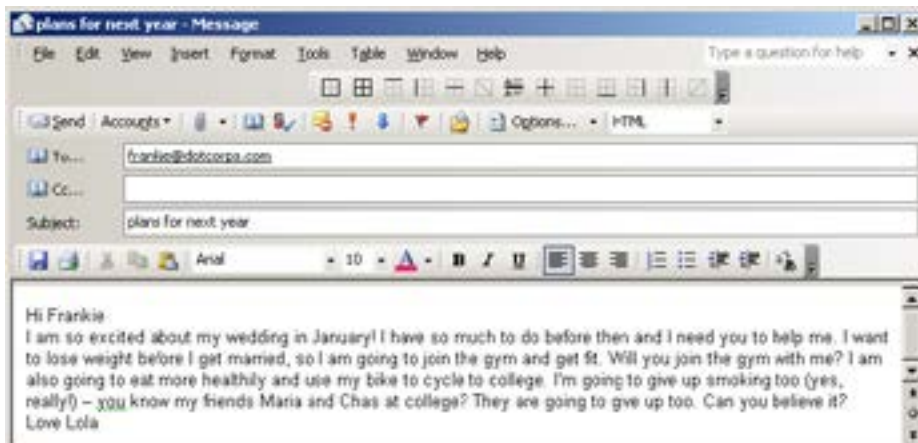 plans for next year - Message
File Edit View Insert Format Tools Table Window Help Type a question for help
Send Accounts Options... HTML
To... frankie@dotcorpa.com
Cc...
Subject: plans for next year
Arial 10 A B I U
Hi Frankie
I am so excited about my wedding in January! I have so much to do before then and I need you to help me. I want
to lose weight before I get married, so I am going to join the gym and get fit. Will you join the gym with me? I am
also going to eat more healthily and use my bike to cycle to college. I'm going to give up smoking too (yes,
really!) – you know my friends Maria and Chas at college? They are going to gve up too. Can you believe it?
Love Lola